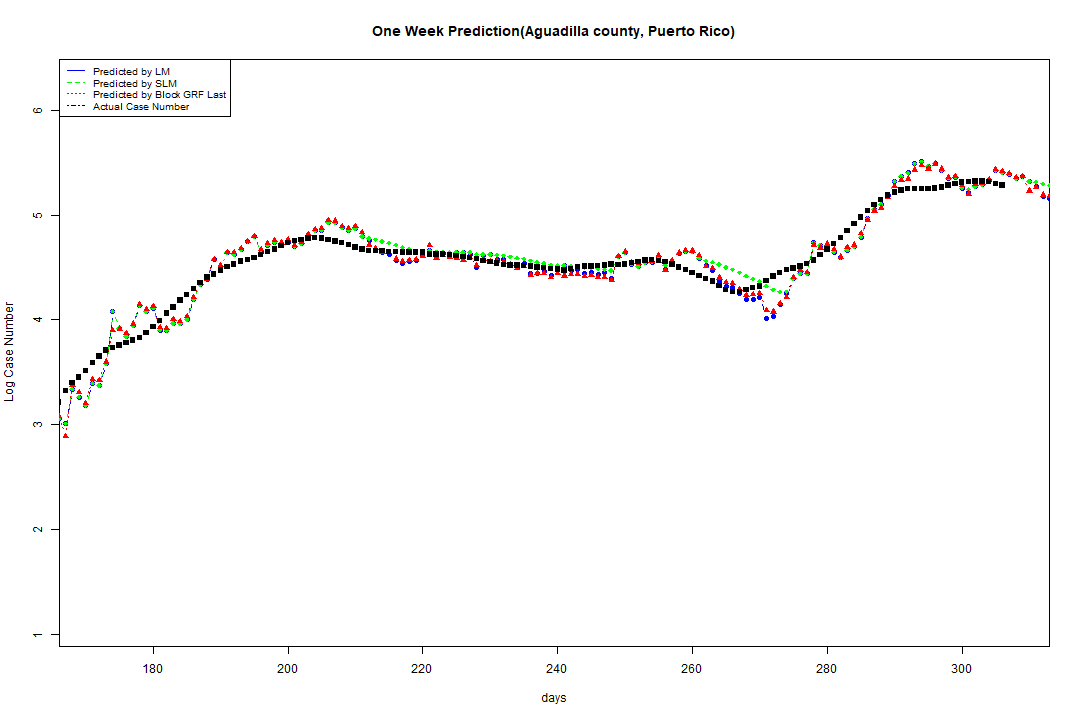 One Week Prediction(Aguadilla county, Puerto Rico)
Predicted by LM
Predicted by SLM
Predicted by Block GRF Last
Actual Case Number
6
5
4
3
2
1
Log Case Number
180 200 220 240 260 280 300
days